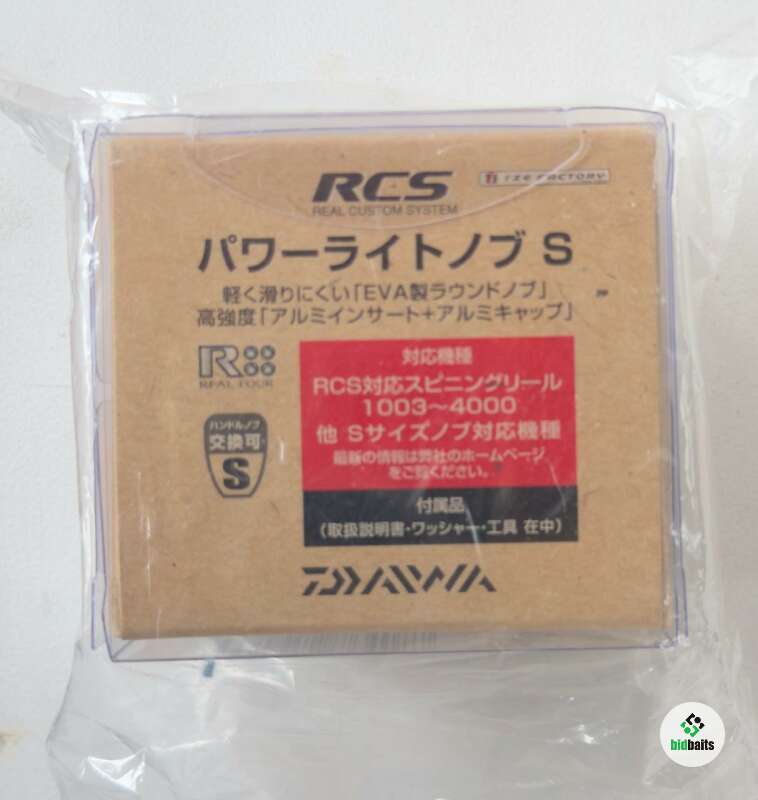 RCS
REAL CUSTOM SYSTEM
IZE FACTORY
パワーライトノブ S
軽く滑りにくい「EVA製ラウンドノブ」
高強度「アルミインサート+アルミキャップ」
R
REAL FOUR
ハンドルノブ
交換可
S
対応機種
RCS対応スピニングリール
1003～4000
他 Sサイズノブ対応機種
最新の情報は弊社のホームページ
をご覧ください。
付属品
(取扱説明書・ワッシャー・工具 在中)
DAIWA
bidbaits